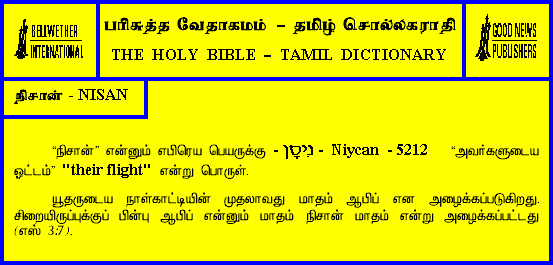 BELLWETHER
INTERNATIONAL
பரிசுத்த வேதாகமம் – தமிழ் சொல்லகராதி
THE HOLY BIBLE – TAMIL DICTIONARY
GOOD NEWS
PUBLISHERS
நிசான் - NISAN
“நிசான்” என்னும் எபிரெய பெயருக்கு - נִיסָן - Niycan - 5212 “அவர்களுடைய
ஒட்டம்” "their flight" என்று பொருள்.
யூதருடைய நாள்காட்டியின் முதலாவது மாதம் ஆபிப் என அழைக்கப்படுகிறது.
சிறையிருப்புக்குப் பின்பு ஆபிப் என்னும் மாதம் நிசான் மாதம் என்று அழைக்கப்பட்டது
(எஸ் 3:7).